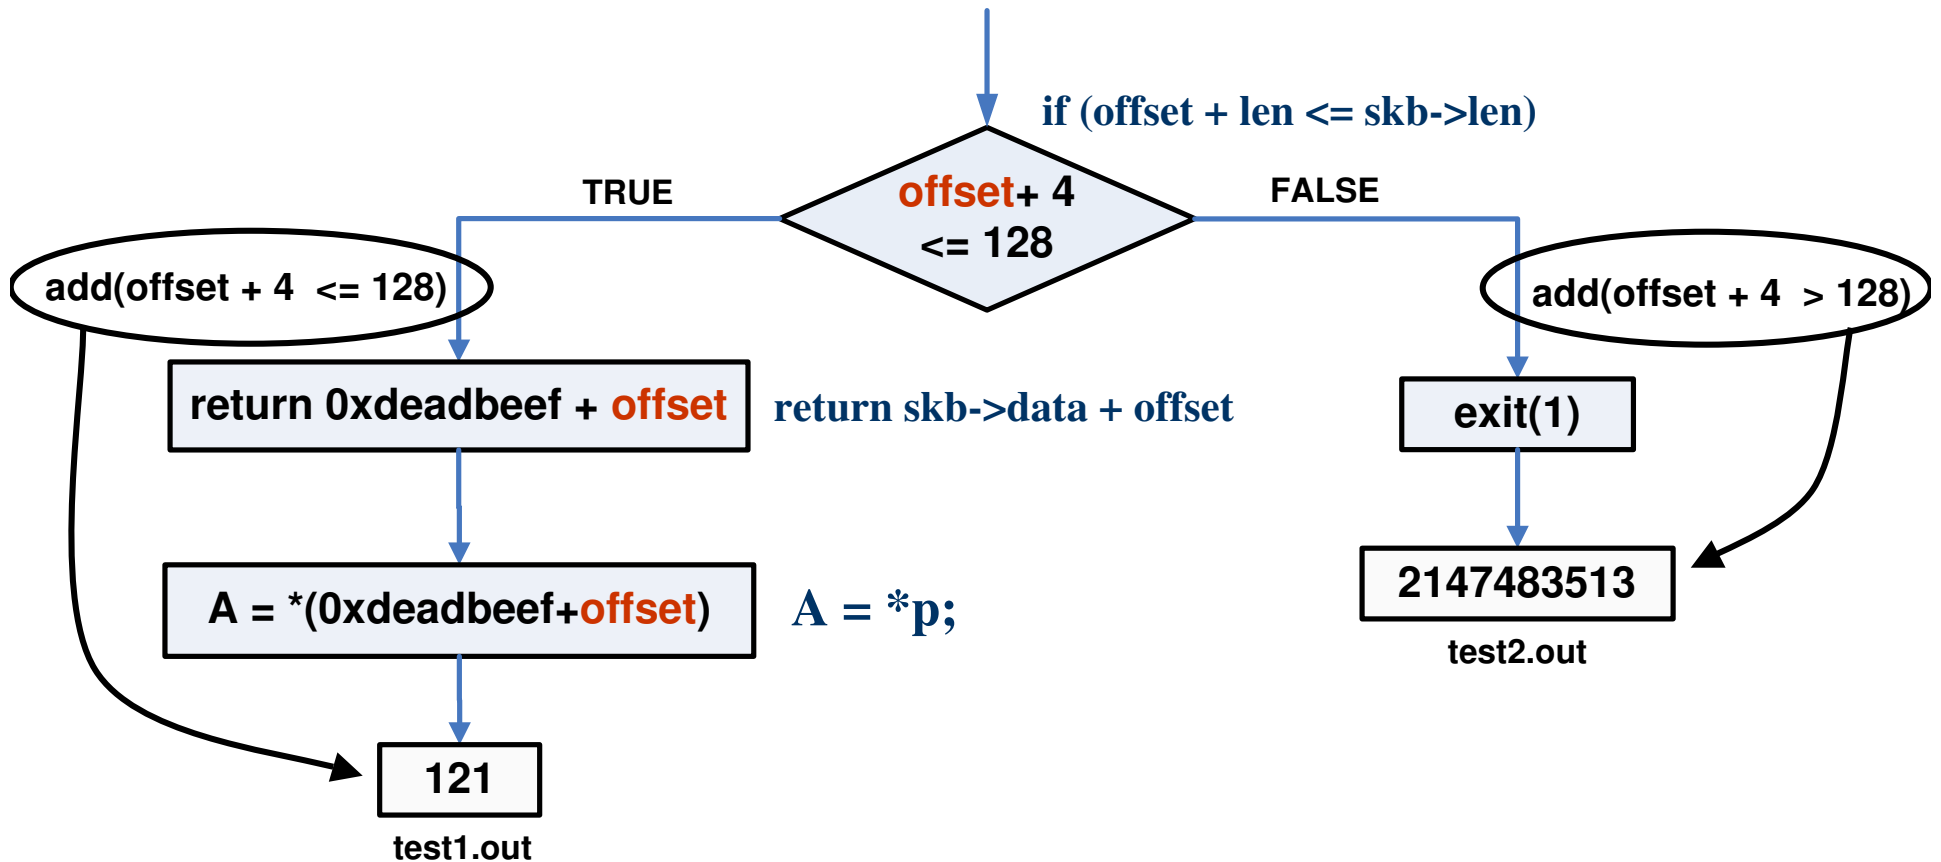 if (offset + len <= skb->len)
TRUE
offset+ 4
<= 128
FALSE
add(offset + 4 <= 128)
add(offset + 4 > 128)
return 0xdeadbeef + offset
return skb->data + offset
exit(1)
A = *(0xdeadbeef+offset)
A = *p;
2147483513
test2.out
121
test1.out